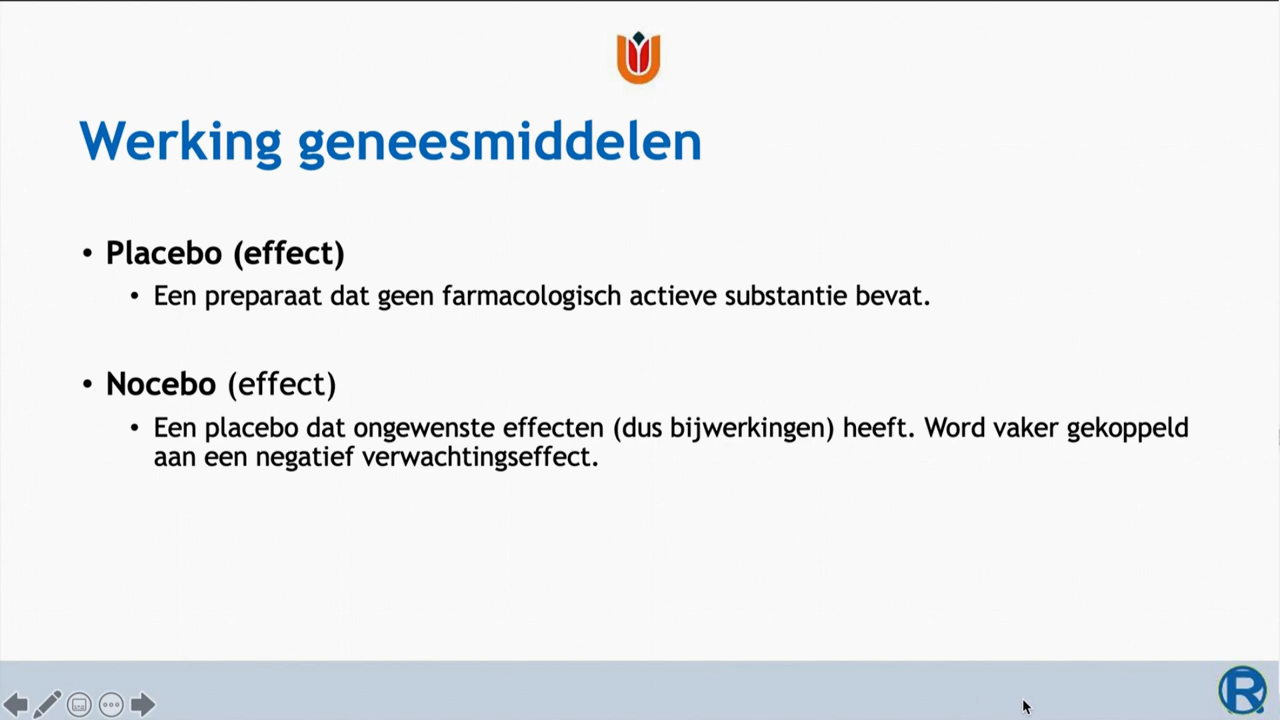 Werking geneesmiddelen
• Placebo (effect)
• Een preparaat dat geen farmacologisch actieve substantie bevat.
• Nocebo (effect)
• Een placebo dat ongewenste effecten (dus bijwerkingen) heeft. Word vaker gekoppeld
aan een negatief verwachtingseffect.
R